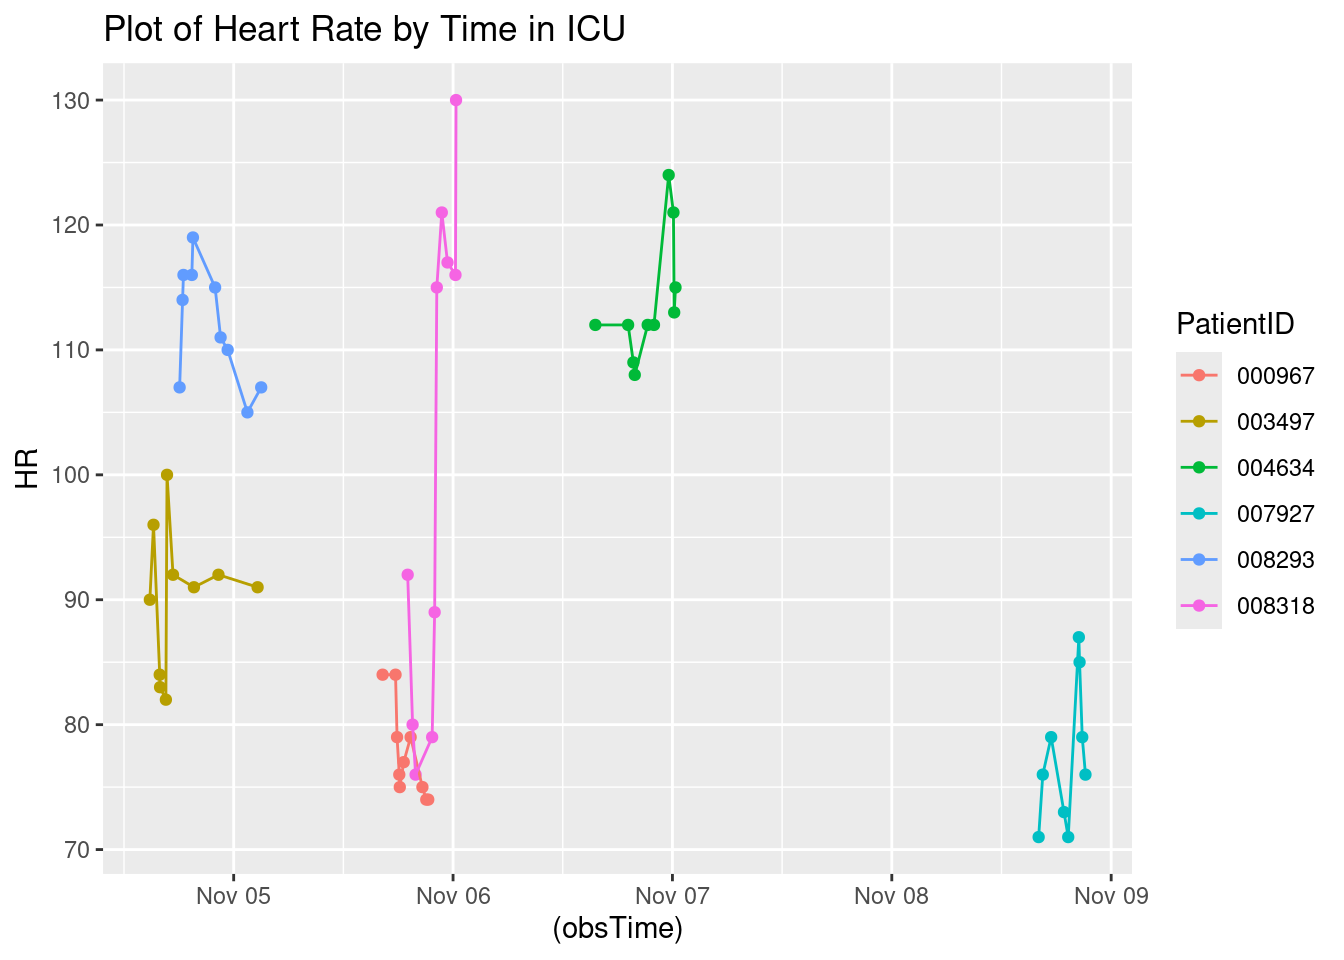 Plot of Heart Rate by Time in ICU
130
120
110
100
90
80
70
HR
Nov 05 Nov 06 Nov 07 Nov 08 Nov 09
(obsTime)
PatientID
000967
003497
004634
007927
008293
008318